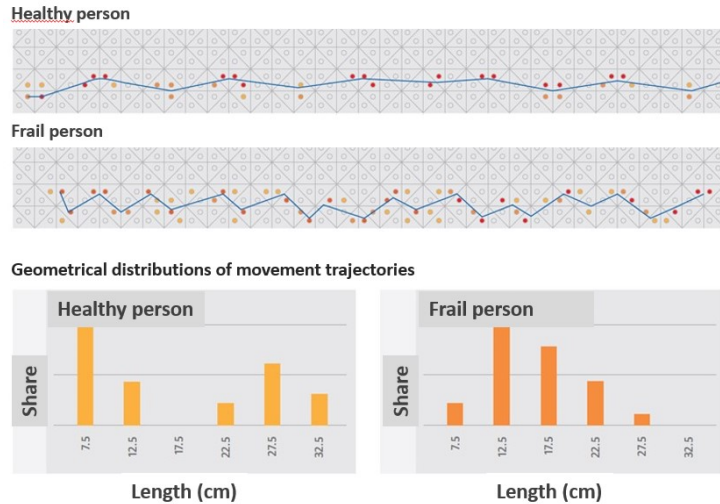 Healthy person
Frail person
Geometrical distributions of movement trajectories
Healthy person
Share
7.5
12.5
17.5
22.5
27.5
32.5
Length (cm)
Frail person
Share
7.5
12.5
17.5
22.5
27.5
32.5
Length (cm)